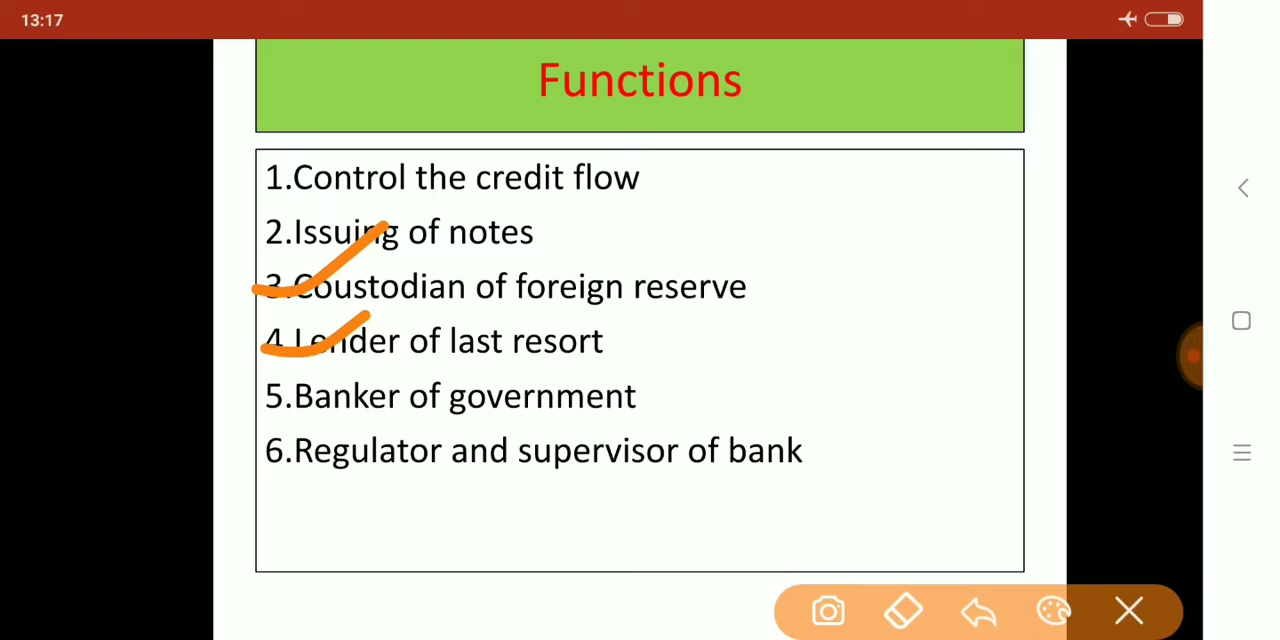 13:17
Functions
1.Control the credit flow
2.Issuing of notes
3.Coustodian of foreign reserve
4.Lender of last resort
5.Banker of government
6.Regulator and supervisor of bank